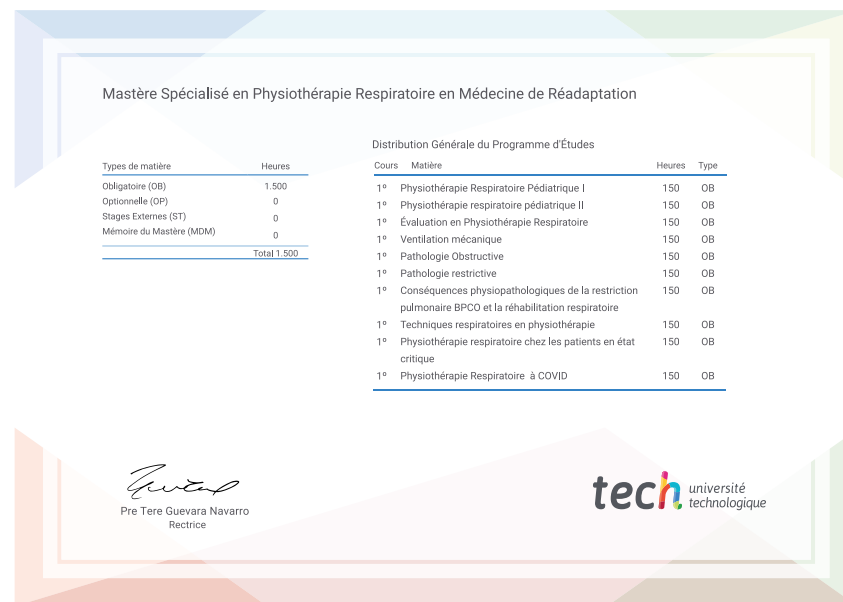 Mastère Spécialisé en Physiothérapie Respiratoire en Médecine de Réadaptation
Types de matière Heures
Obligatoire (OB) 1.500
Optionnelle (OP) 0
Stages Externes (ST) 0
Mémoire du Mastère (MDM) 0
Total 1.500
Distribution Générale du Programme d'Études
Cours Matière Heures Type
1º Physiothérapie Respiratoire Pédiatrique I 150 OB
1º Physiothérapie respiratoire pédiatrique II 150 OB
1º Évaluation en Physiothérapie Respiratoire 150 OB
1º Ventilation mécanique 150 OB
1º Pathologie Obstructive 150 OB
1º Pathologie restrictive 150 OB
1º Conséquences physiopathologiques de la restriction 150 OB
pulmonaire BPCO et la réhabilitation respiratoire
1º Techniques respiratoires en physiothérapie 150 OB
1º Physiothérapie respiratoire chez les patients en état 150 OB
critique
1º Physiothérapie Respiratoire à COVID 150 OB
Pre Tere Guevara Navarro
Rectrice
tech université
technologique